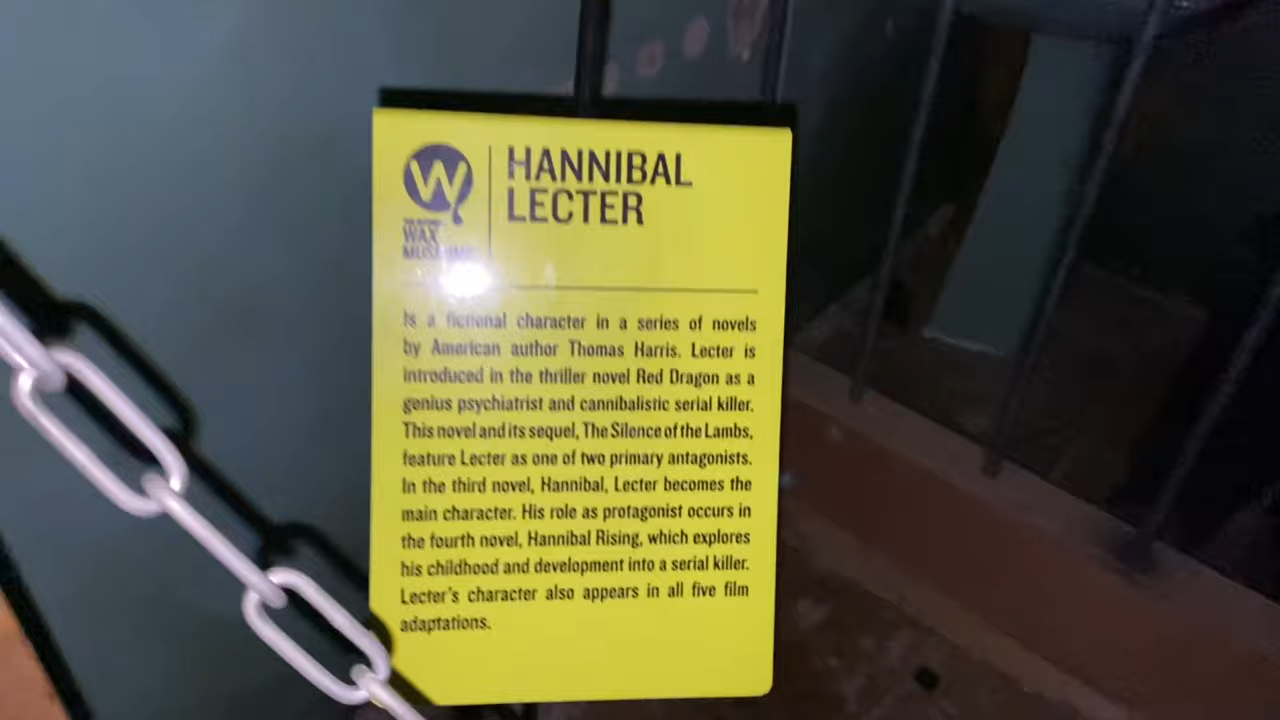 W
HANNIBAL
LECTER
WAX
Is a fictional character in a series of novels
by American author Thomas Harris. Lecter is
introduced in the thriller novel Red Dragon as a
genius psychiatrist and cannibalistic serial killer.
This novel and its sequel, The Silence of the Lambs,
feature Lecter as one of two primary antagonists.
In the third novel, Hannibal, Lecter becomes the
main character. His role as protagonist occurs in
the fourth novel, Hannibal Rising, which explores
his childhood and development into a serial killer.
Lecter's character also appears in all five film
adaptations.